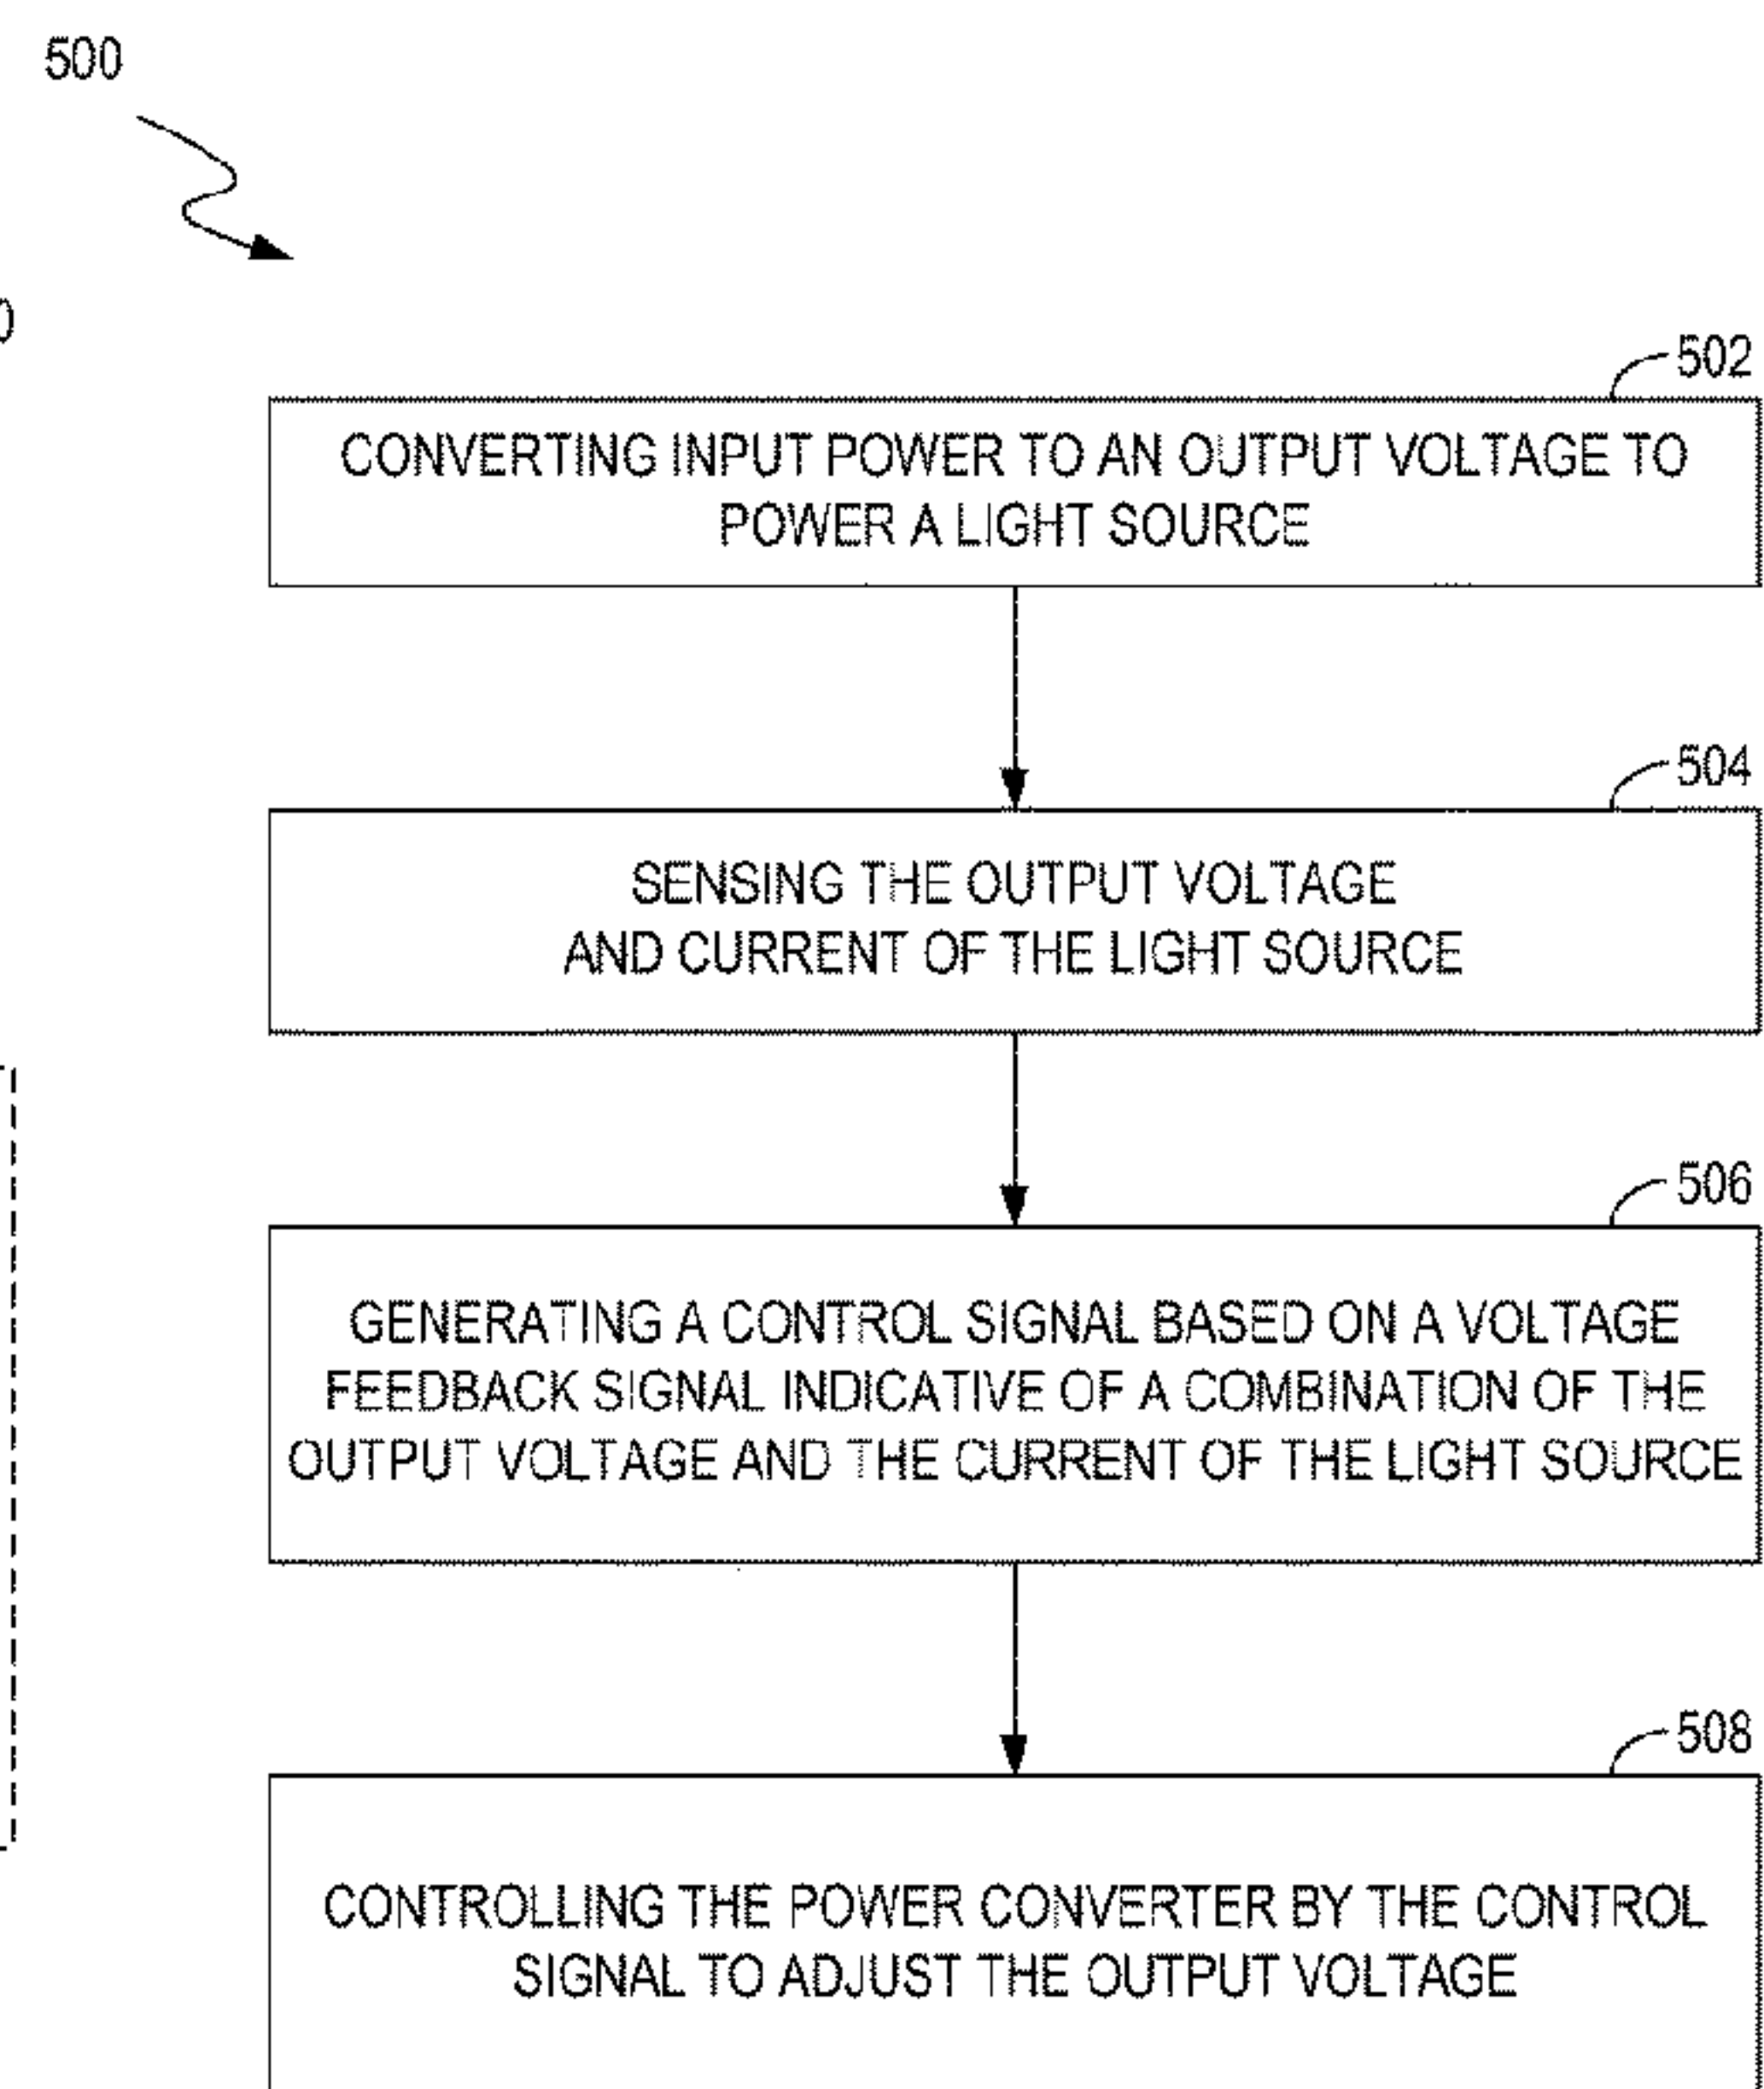 500
502
CONVERTING INPUT POWER TO AN OUTPUT VOLTAGE TO
POWER A LIGHT SOURCE
504
SENSING THE OUTPUT VOLTAGE
AND CURRENT OF THE LIGHT SOURCE
506
GENERATING A CONTROL SIGNAL BASED ON A VOLTAGE
FEEDBACK SIGNAL INDICATIVE OF A COMBINATION OF THE
OUTPUT VOLTAGE AND THE CURRENT OF THE LIGHT SOURCE
508
CONTROLLING THE POWER CONVERTER BY THE CONTROL
SIGNAL TO ADJUST THE OUTPUT VOLTAGE